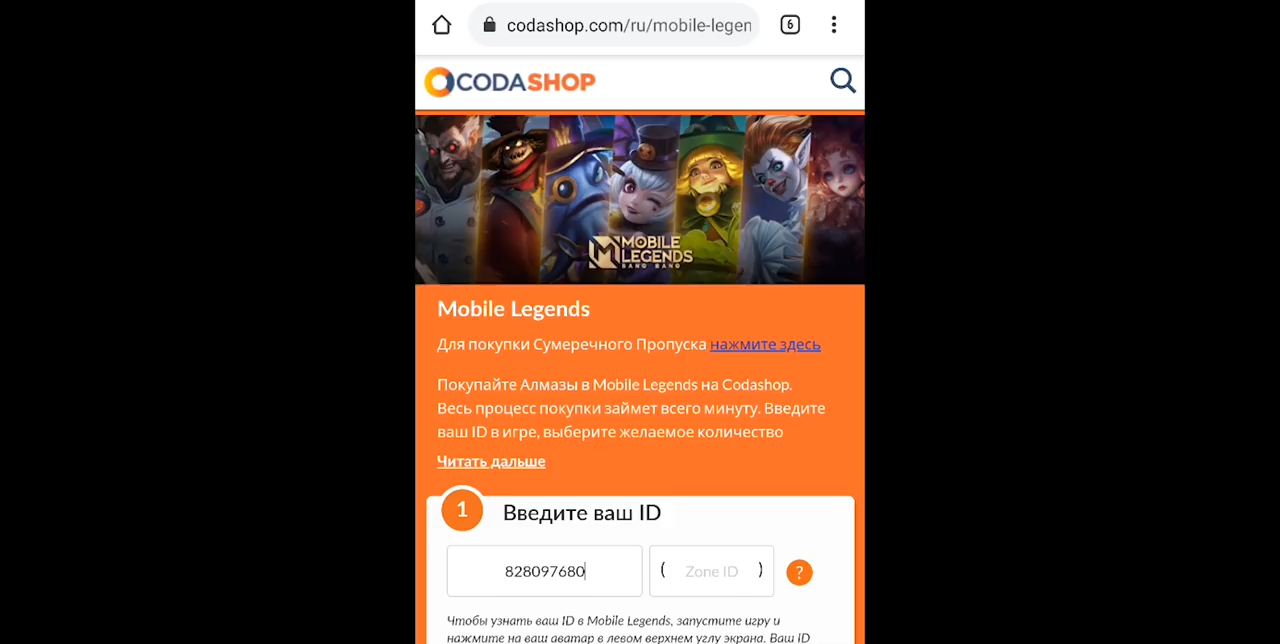 codashop.com/ru/mobile-legen
6
CODASHOP
MOBILE
LEGENDS
BANG BANG
Mobile Legends
Для покупки Сумеречного Пропуска нажмите здесь
Покупайте Алмазы в Mobile Legends на Codashop.
Весь процесс покупки займет всего минуту. Введите
ваш ID в игре, выберите желаемое количество
Читать дальше
1 Введите ваш ID
828097680 ( Zone ID ) ?
Чтобы узнать ваш ID в Mobile Legends, запустите игру и
нажмите на ваш аватар в левом верхнем углу экрана. Ваш ID